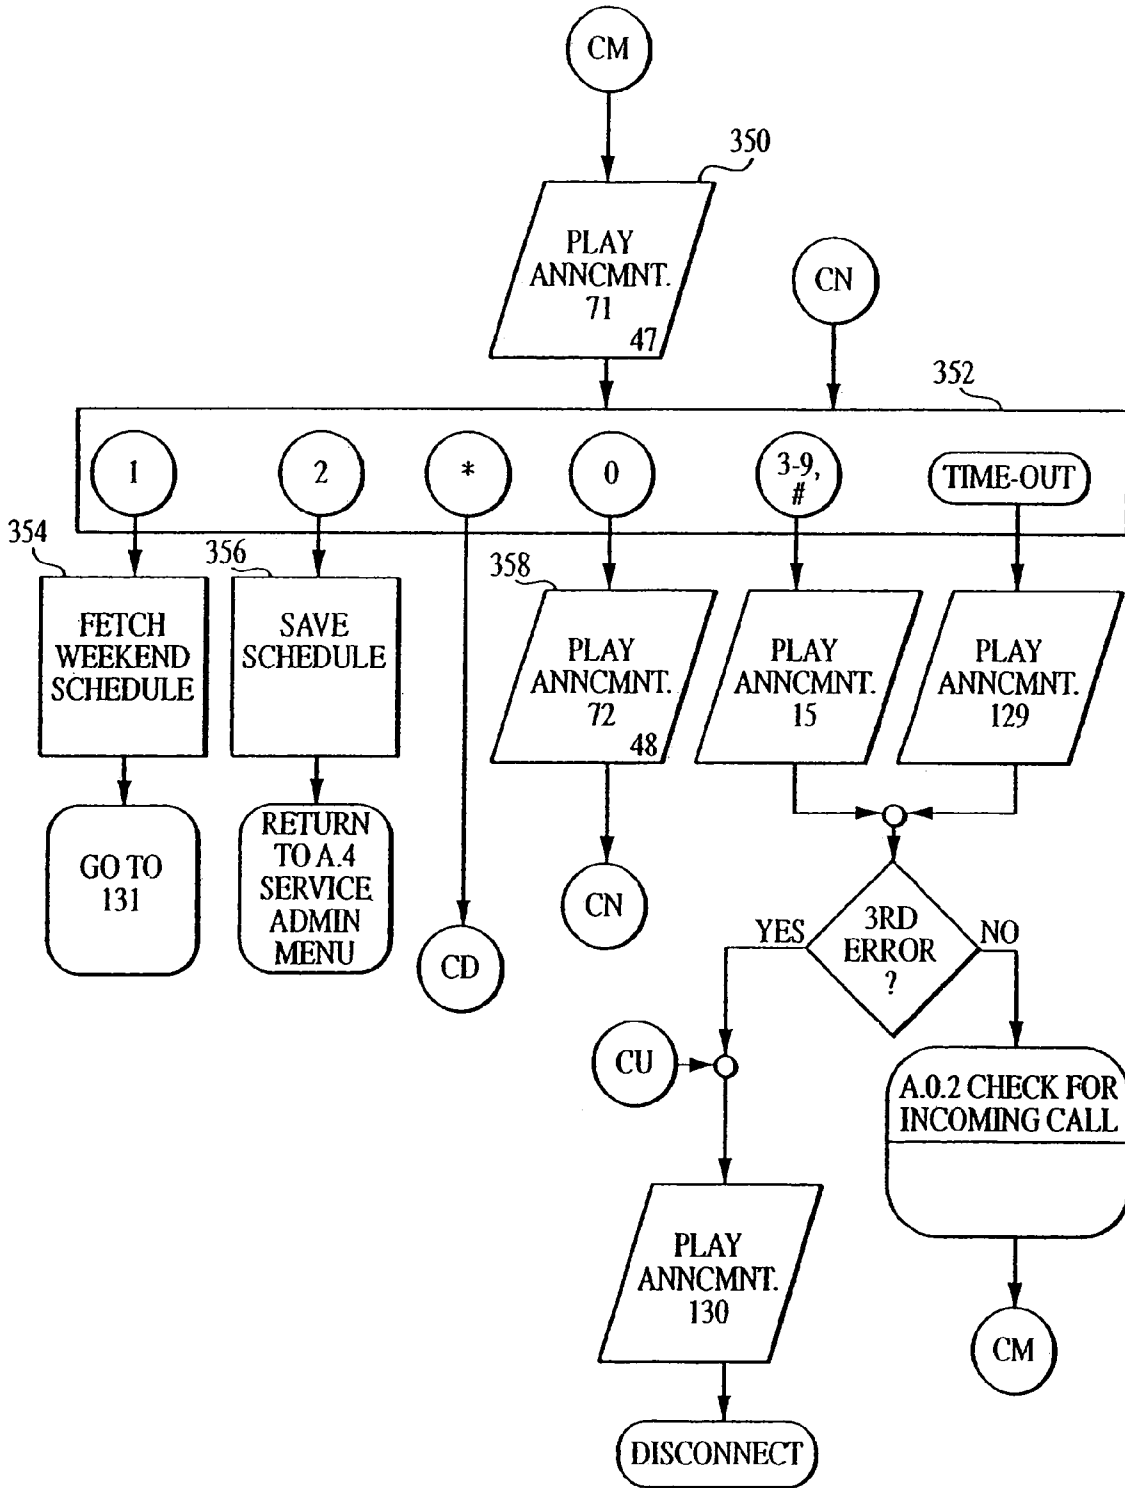 CM
350
PLAY
ANNCMNT.
71
47
CN
352
1
2
*
0
3-9,
#
TIME-OUT
354
FETCH
WEEKEND
SCHEDULE
356
SAVE
SCHEDULE
358
PLAY
ANNCMNT.
72
48
PLAY
ANNCMNT.
15
PLAY
ANNCMNT.
129
GO TO
131
RETURN
TO A.4
SERVICE
ADMIN
MENU
CD
CN
YES
3RD
ERROR
?
NO
CU
A.0.2 CHECK FOR
INCOMING CALL
PLAY
ANNCMNT.
130
CM
DISCONNECT